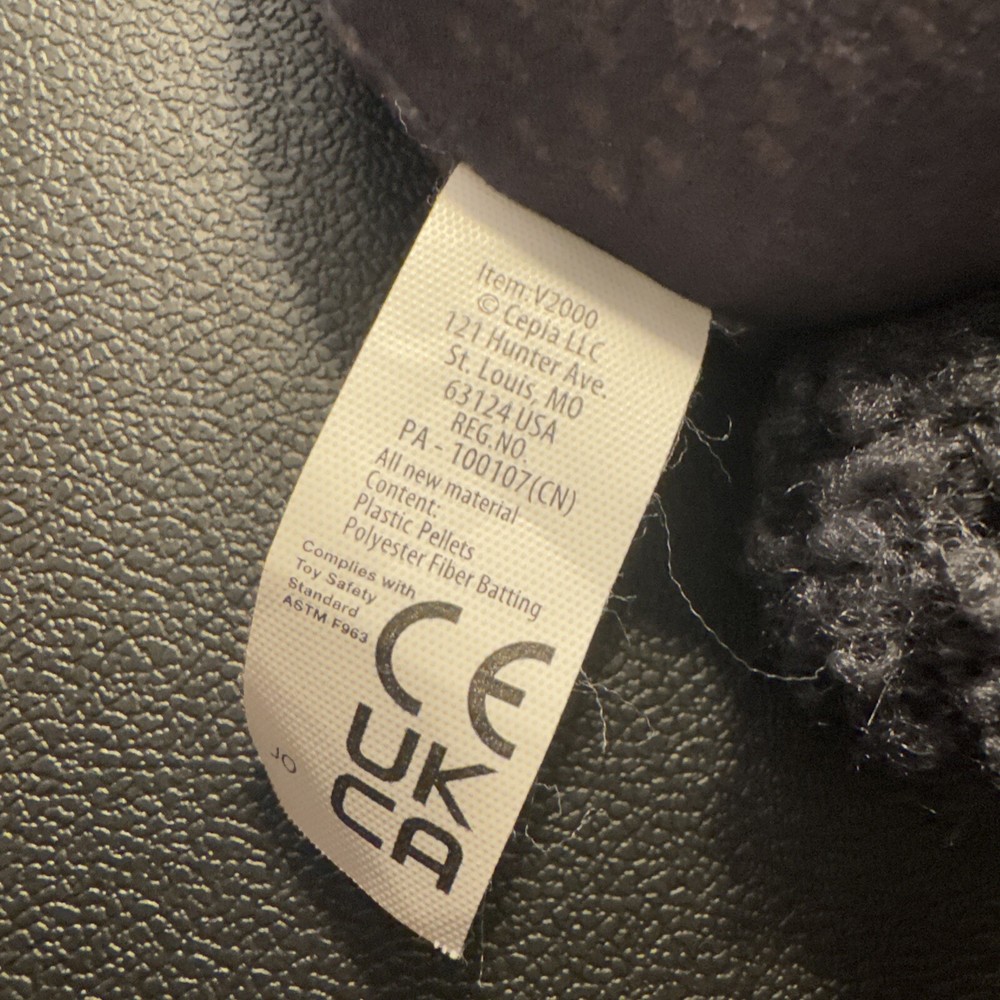 Item:V2000
© Cepia LLC
121 Hunter Ave.
St. Louis, MO
63124 USA
REG.NO.
PA - 100107(CN)
All new material
Content:
Plastic Pellets
Polyester Fiber Batting
Complies with
Toy Safety
Standard
ASTM F963
CE
UK
CA
JO